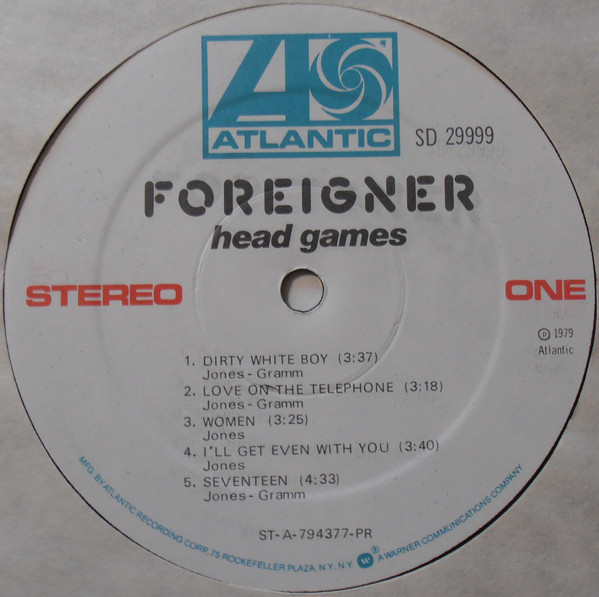 ATLANTIC
SD 29999
FOREIGNER
head games
STEREO
ONE
℗ 1979
Atlantic
1. DIRTY WHITE BOY (3:37)
Jones - Gramm
2. LOVE ON THE TELEPHONE (3:18)
Jones - Gramm
3. WOMEN (3:25)
Jones
4. I'LL GET EVEN WITH YOU (3:40)
Jones
5. SEVENTEEN (4:33)
Jones - Gramm
ST-A-794377-PR
MFG. BY ATLANTIC RECORDING CORP. 75 ROCKEFELLER PLAZA, N.Y. N.Y. ® A WARNER COMMUNICATIONS COMPANY